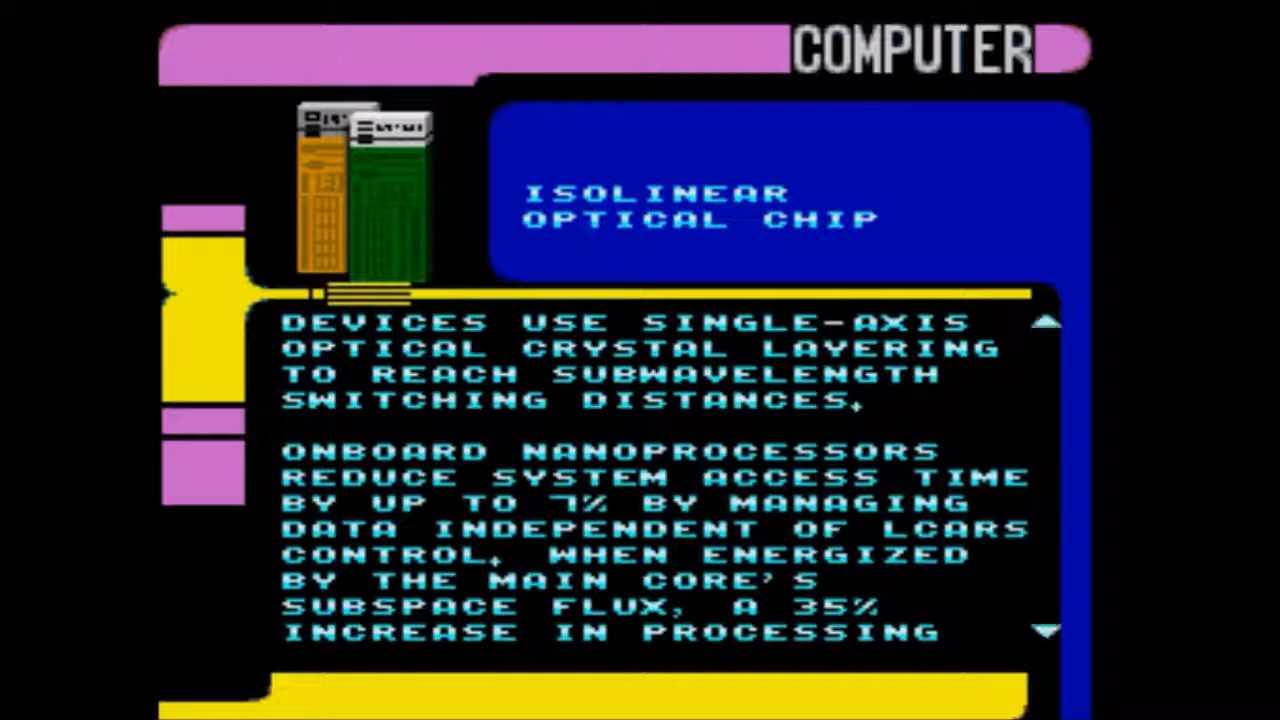 COMPUTER
ISOLINEAR
OPTICAL CHIP
DEVICES USE SINGLE-AXIS
OPTICAL CRYSTAL LAYERING
TO REACH SUBWAVELENGTH
SWITCHING DISTANCES.
ONBOARD NANOPROCESSORS
REDUCE SYSTEM ACCESS TIME
BY UP TO 7% BY MANAGING
DATA INDEPENDENT OF LCARS
CONTROL. WHEN ENERGIZED
BY THE MAIN CORE'S
SUBSPACE FLUX, A 35%
INCREASE IN PROCESSING